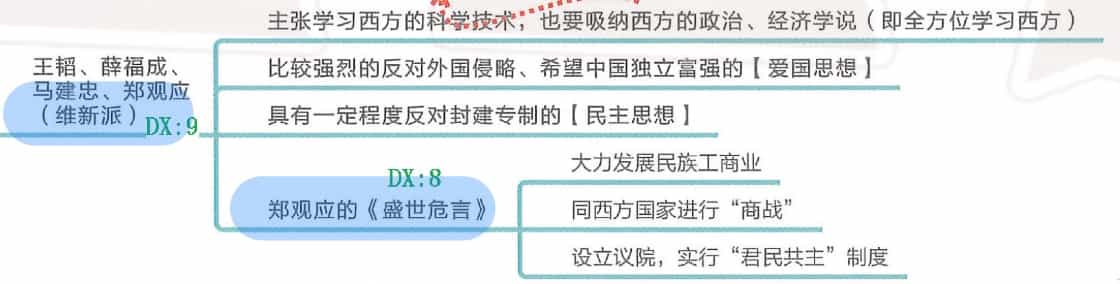 主张学习西方的科学技术，也要吸纳西方的政治、经济学说（即全方位学习西方）
王韬、薛福成、
马建忠、郑观应
（维新派）
DX:9
比较强烈的反对外国侵略、希望中国独立富强的【爱国思想】
具有一定程度反对封建专制的【民主思想】
DX:8
郑观应的《盛世危言》
大力发展民族工商业
同西方国家进行“商战”
设立议院，实行“君民共主”制度